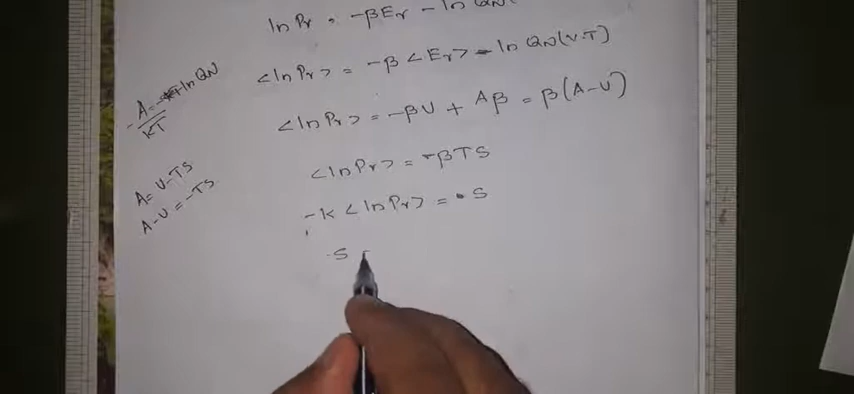 ln Pr = -βEr - ln QN(
<ln Pr> = -β <Er> - ln QN(V.T)
<ln Pr> = -βU + Aβ = β(A-U)
<ln Pr> = -βTS
-k <ln Pr> = S
S =
-A = ln QN
KT
A = U-TS
A-U = -TS